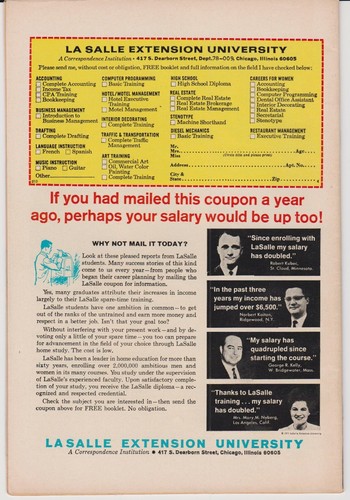 LA SALLE EXTENSION UNIVERSITY
A Correspondence Institution • 417 S. Dearborn Street, Dept. 78-009, Chicago, Illinois 60605
Please send me, without cost or obligation, FREE booklet and full information on the field I have checked below:
ACCOUNTING
Complete Accounting
Income Tax
CPA Training
Bookkeeping
BUSINESS MANAGEMENT
Introduction to
Business Management
DRAFTING
Complete Drafting
LANGUAGE INSTRUCTION
French Spanish
MUSIC INSTRUCTION
Piano Guitar
Other
COMPUTER PROGRAMMING
Basic Training
HOTEL/MOTEL MANAGEMENT
Hotel Executive
Training
Motel Management
INTERIOR DECORATING
Complete Training
TRAFFIC & TRANSPORTATION
Complete Traffic
Management
ART TRAINING
Commercial Art
Oil, Water Color
Painting
Complete Training
HIGH SCHOOL
High School Diploma
REAL ESTATE
Complete Real Estate
Real Estate Brokerage
Real Estate Management
STENOTYPE
Machine Shorthand
DIESEL MECHANICS
Basic Training
CAREERS FOR WOMEN
Accounting
Bookkeeping
Computer Programming
Dental Office Assistant
Interior Decorating
Real Estate
Secretarial
Stenotype
RESTAURANT MANAGEMENT
Executive Training
Mr.
Mrs. Age
Miss (Please print name and address plainly)
Address Apt. No.
City &
State Zip
If you had mailed this coupon a year
ago, perhaps your salary would be up too!
WHY NOT MAIL IT TODAY?
Look at these pleased reports from LaSalle
students. Many success stories of this kind
come to us every year—from people who
began their career planning by mailing the
LaSalle coupon for information.
Yes, many graduates attribute their increases in income
largely to their LaSalle spare-time training.
LaSalle students have one ambition in common—to get
out of the ranks of the untrained and earn more money and
respect in a better job. Isn't that your goal too?
Without interfering with your present work—and by de-
voting only a little of your spare time—you too can prepare
for advancement in the field of your choice through LaSalle
home study. The cost is low.
LaSalle has been a leader in home education for more than
sixty years, enrolling over 2,000,000 ambitious men and
women in its many courses. You study under the supervision
of LaSalle's experienced faculty. Upon satisfactory comple-
tion of your study, you receive the LaSalle diploma—a rec-
ognized and respected credential.
Check the subject you are interested in—then send the
coupon above for FREE booklet. No obligation.
"Since enrolling with
LaSalle my salary
has doubled."
Robert Kuber,
St. Cloud, Minnesota.
"In the past three
years my income has
jumped over $6,500."
Norbert Kolton,
Ridgewood, N.Y.
"My salary has
quadrupled since
starting the course."
George R. Kelly,
W. Bridgewater, Mass.
"Thanks to LaSalle
training . . . my salary
has doubled."
Mrs. Mary M. Nyberg,
Los Angeles, Calif.
LA SALLE EXTENSION UNIVERSITY
A Correspondence Institution • 417 S. Dearborn Street, Chicago, Illinois 60605